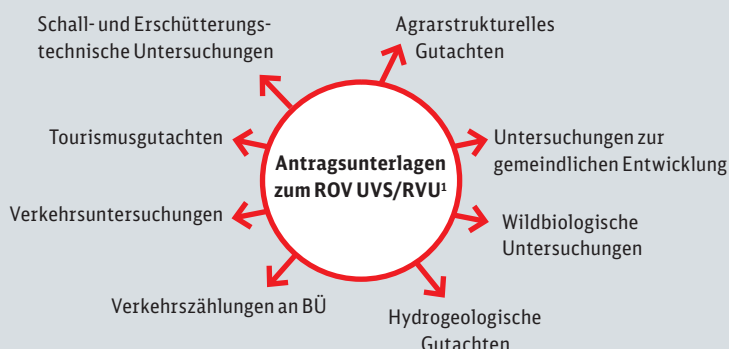 Schall- und Erschütterungs-
technische Untersuchungen
Agrarstrukturelles
Gutachten
Tourismusgutachten
Antragsunterlagen
zum ROV UVS/RVU¹
Untersuchungen zur
gemeindlichen Entwicklung
Verkehrsuntersuchungen
Wildbiologische
Untersuchungen
Verkehrszählungen an BÜ
Hydrogeologische
Gutachten